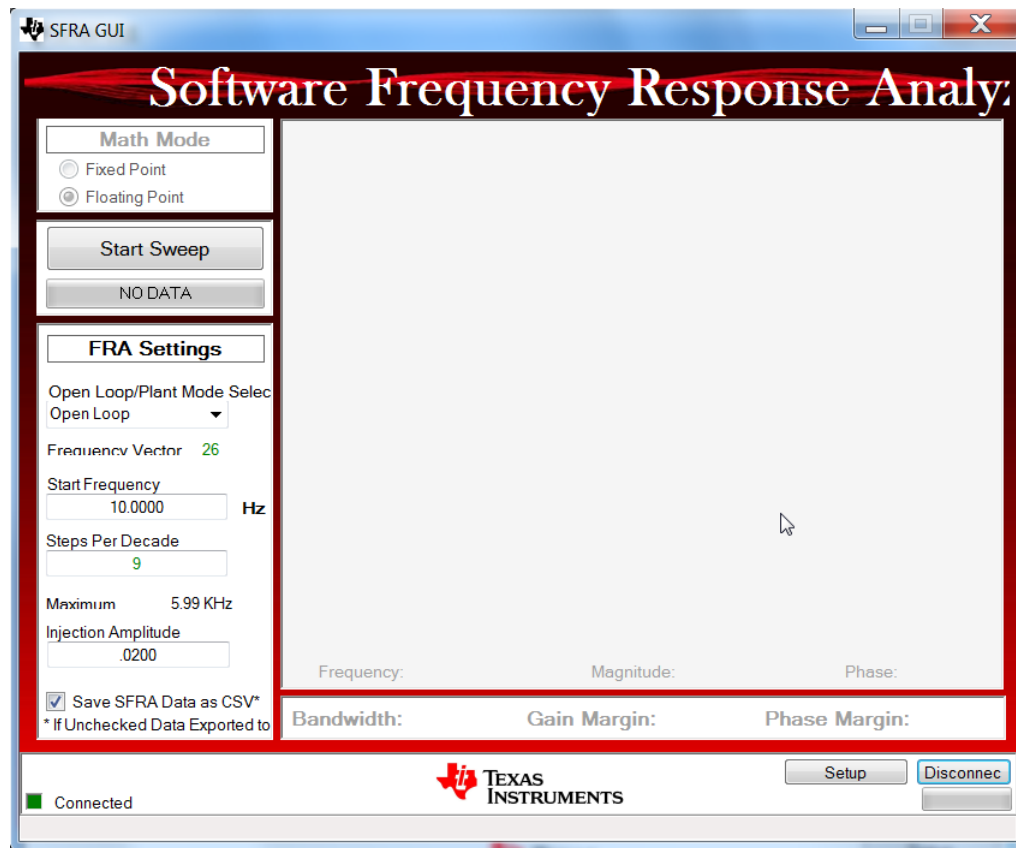 SFRA GUI
Software Frequency Response Analy
Math Mode
Fixed Point
Floating Point
Start Sweep
NO DATA
FRA Settings
Open Loop/Plant Mode Selec
Open Loop
Frequency Vector 26
Start Frequency
10.0000 Hz
Steps Per Decade
9
Maximum 5.99 KHz
Injection Amplitude
.0200
Save SFRA Data as CSV*
* If Unchecked Data Exported to
Frequency: Magnitude: Phase:
Bandwidth: Gain Margin: Phase Margin:
Connected
TEXAS
INSTRUMENTS
Setup
Disconnec